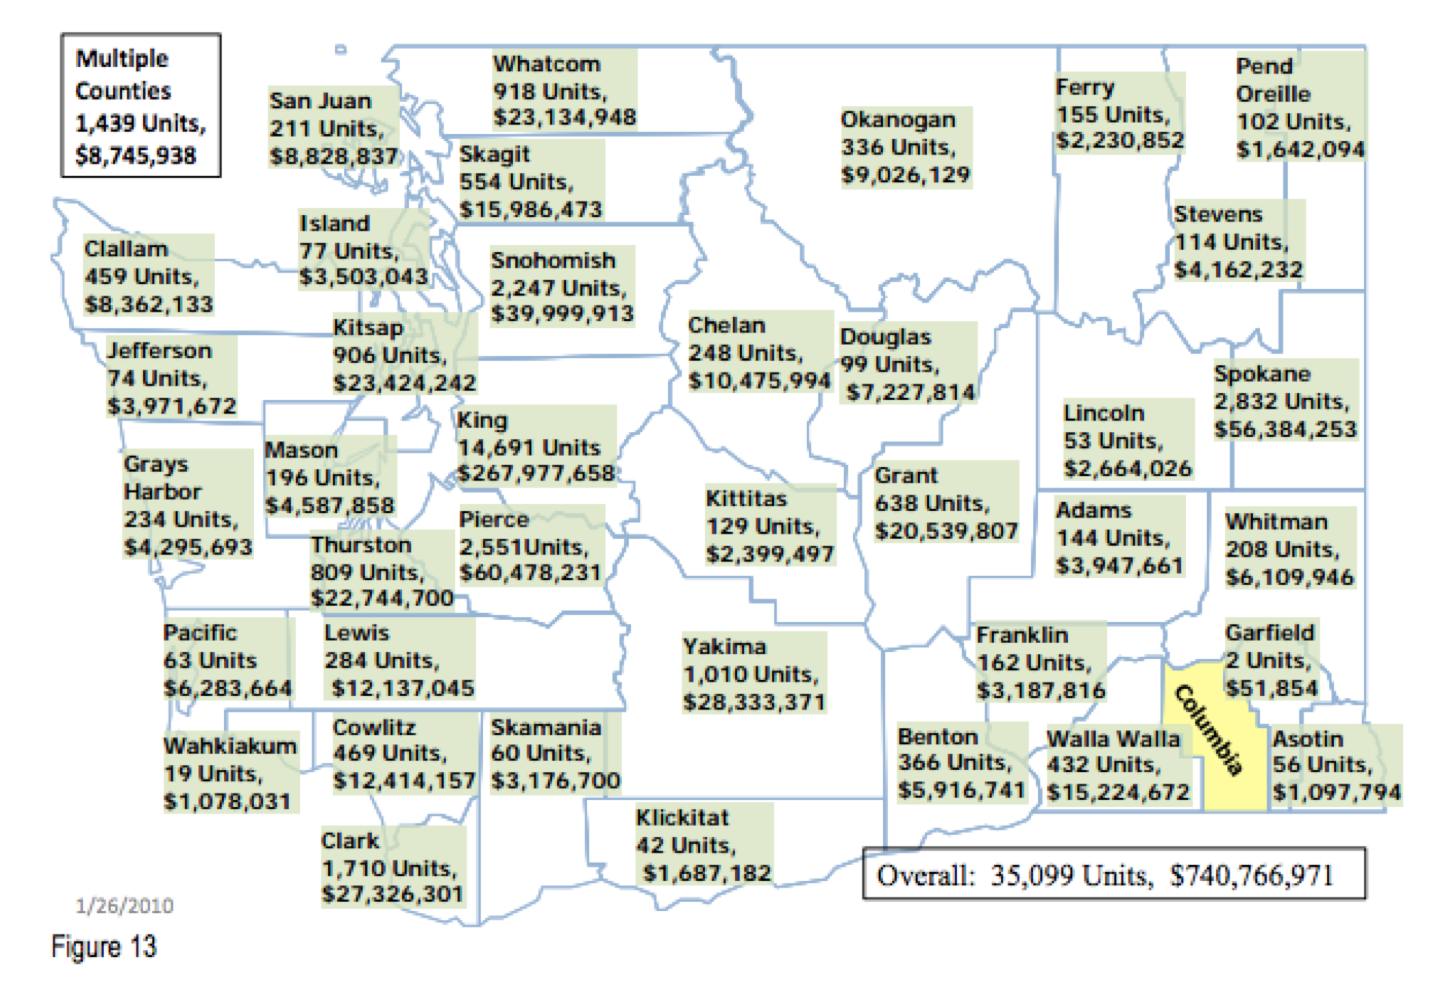 Multiple
Counties
1,439 Units,
$8,745,938
San Juan
211 Units,
$8,828,837
Whatcom
918 Units,
$23,134,948
Skagit
554 Units,
$15,986,473
Okanogan
336 Units,
$9,026,129
Ferry
155 Units,
$2,230,852
Pend
Oreille
102 Units,
$1,642,094
Stevens
114 Units,
$4,162,232
Clallam
459 Units,
$8,362,133
Island
77 Units,
$3,503,043
Snohomish
2,247 Units,
$39,999,913
Jefferson
74 Units,
$3,971,672
Kitsap
906 Units,
$23,424,242
Chelan
248 Units,
$10,475,994
Douglas
99 Units,
$7,227,814
Spokane
2,832 Units,
$56,384,253
Lincoln
53 Units,
$2,664,026
Grays
Harbor
234 Units,
$4,295,693
Mason
196 Units,
$4,587,858
King
14,691 Units
$267,977,658
Kittitas
129 Units,
$2,399,497
Grant
638 Units,
$20,539,807
Adams
144 Units,
$3,947,661
Whitman
208 Units,
$6,109,946
Thurston
809 Units,
$22,744,700
Pierce
2,551Units,
$60,478,231
Pacific
63 Units
$6,283,664
Lewis
284 Units,
$12,137,045
Yakima
1,010 Units,
$28,333,371
Franklin
162 Units,
$3,187,816
Garfield
2 Units,
$51,854
Wahkiakum
19 Units,
$1,078,031
Cowlitz
469 Units,
$12,414,157
Skamania
60 Units,
$3,176,700
Benton
366 Units,
$5,916,741
Walla Walla
432 Units,
$15,224,672
Columbia
Asotin
56 Units,
$1,097,794
Clark
1,710 Units,
$27,326,301
Klickitat
42 Units,
$1,687,182
Overall: 35,099 Units, $740,766,971
1/26/2010
Figure 13